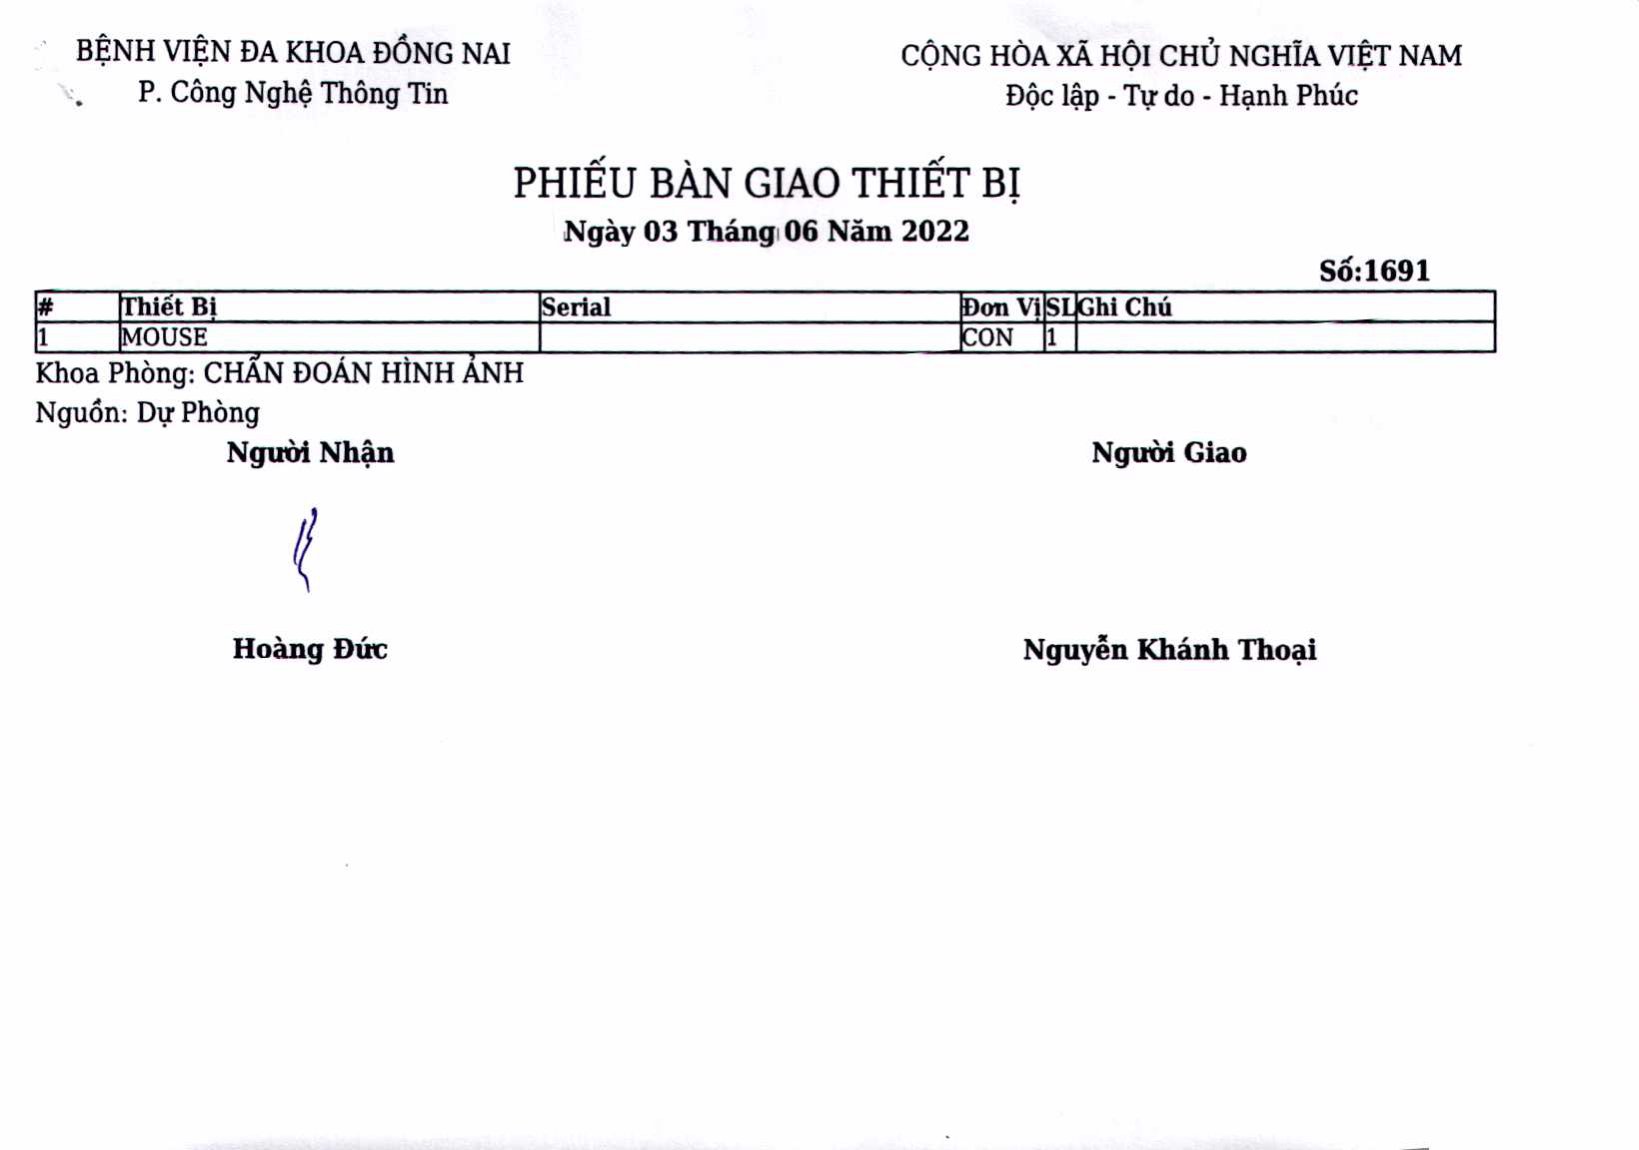 BỆNH VIỆN ĐA KHOA ĐỒNG NAI
P. Công Nghệ Thông Tin
CỘNG HÒA XÃ HỘI CHỦ NGHĨA VIỆT NAM
Độc lập - Tự do - Hạnh Phúc
PHIẾU BÀN GIAO THIẾT BỊ
Ngày 03 Tháng 06 Năm 2022
Số:1691
# Thiết Bị Serial Đơn Vị SL Ghi Chú
1 MOUSE CON 1
Khoa Phòng: CHẨN ĐOÁN HÌNH ẢNH
Nguồn: Dự Phòng
Người Nhận Người Giao
Hoàng Đức Nguyễn Khánh Thoại